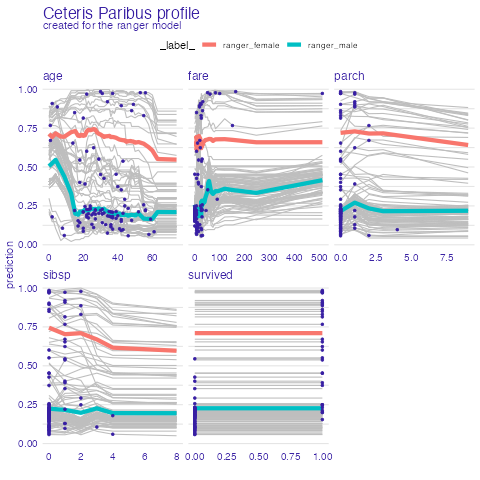 Ceteris Paribus profile
created for the ranger model
_label_ ranger_female ranger_male
age fare parch
1.00
0.75
0.50
0.25
0.00
0 20 40 60 0 100 200 300 400 500 0.0 2.5 5.0 7.5
prediction
sibsp survived
1.00
0.75
0.50
0.25
0.00
0 2 4 6 8 0.00 0.25 0.50 0.75 1.00